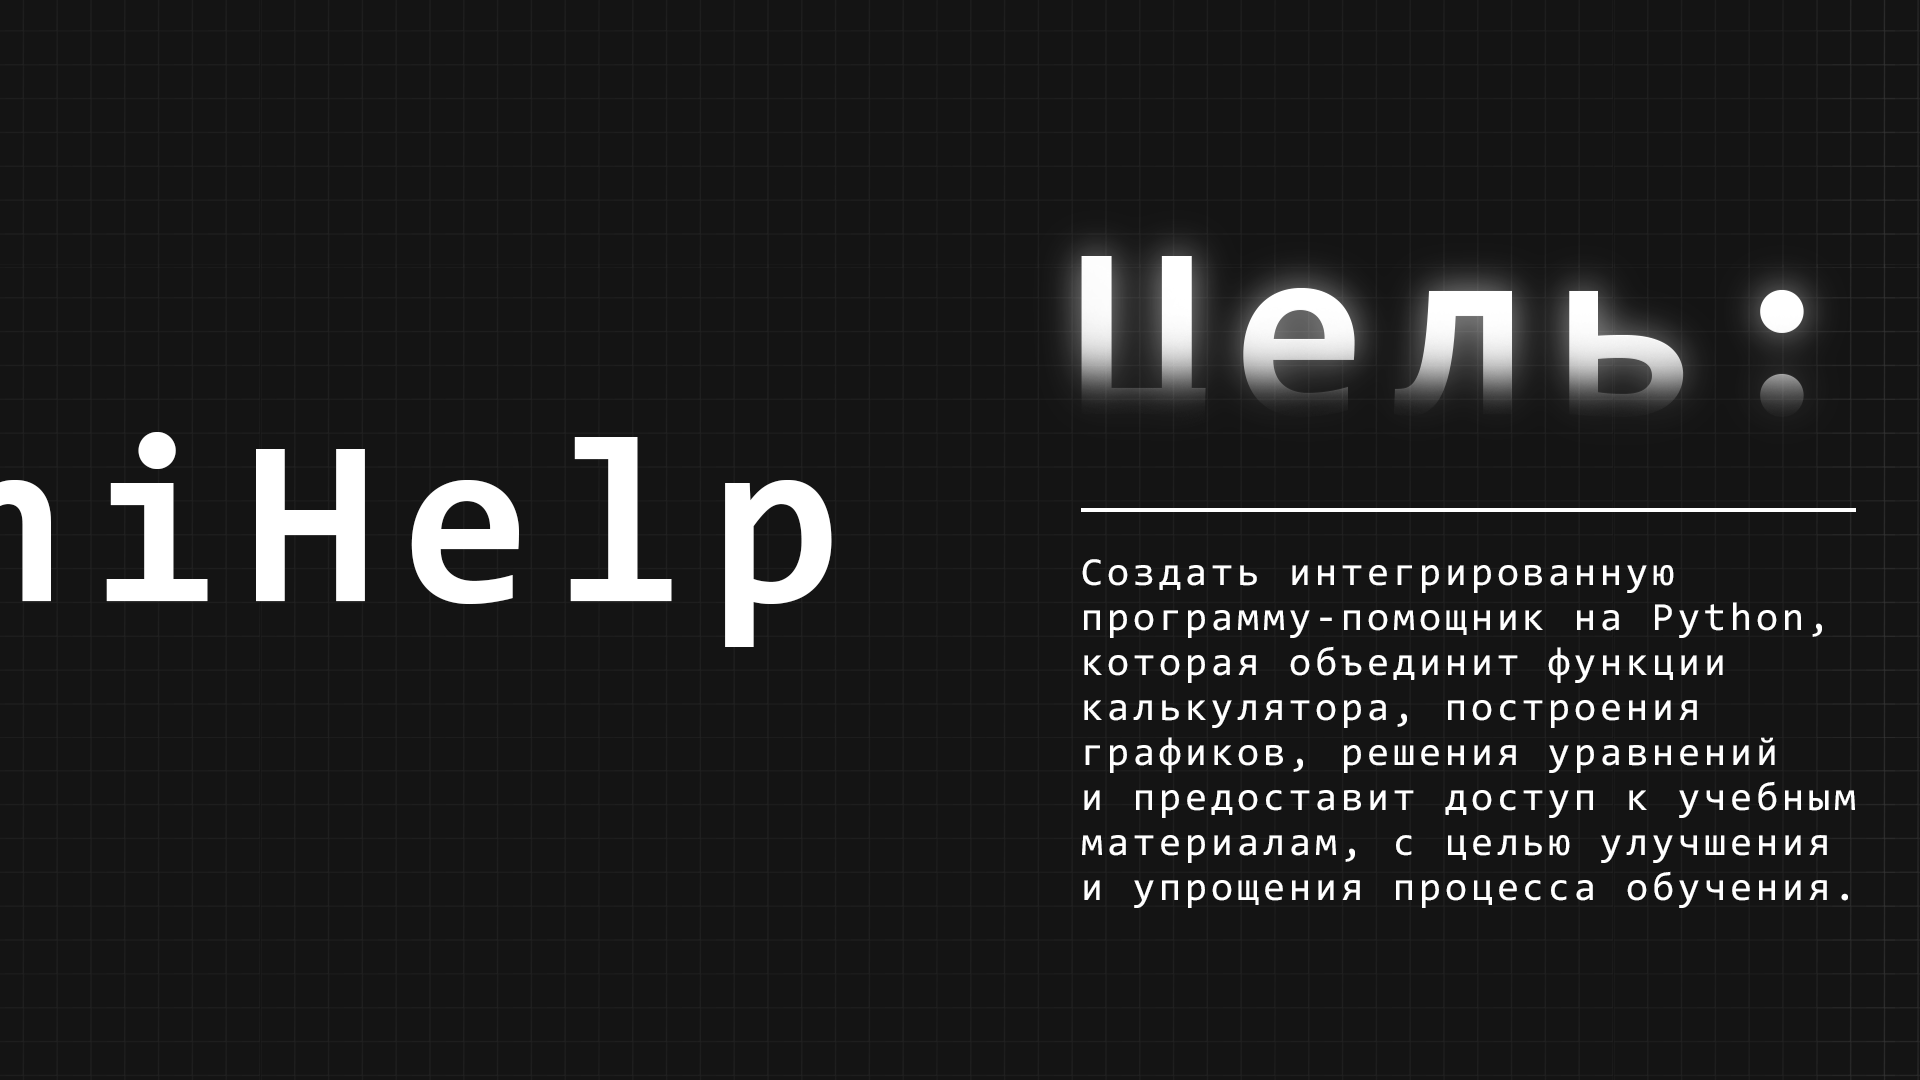 niHelp
Цель:
Создать интегрированную
программу-помощник на Python,
которая объединит функции
калькулятора, построения
графиков, решения уравнений
и предоставит доступ к учебным
материалам, с целью улучшения
и упрощения процесса обучения.